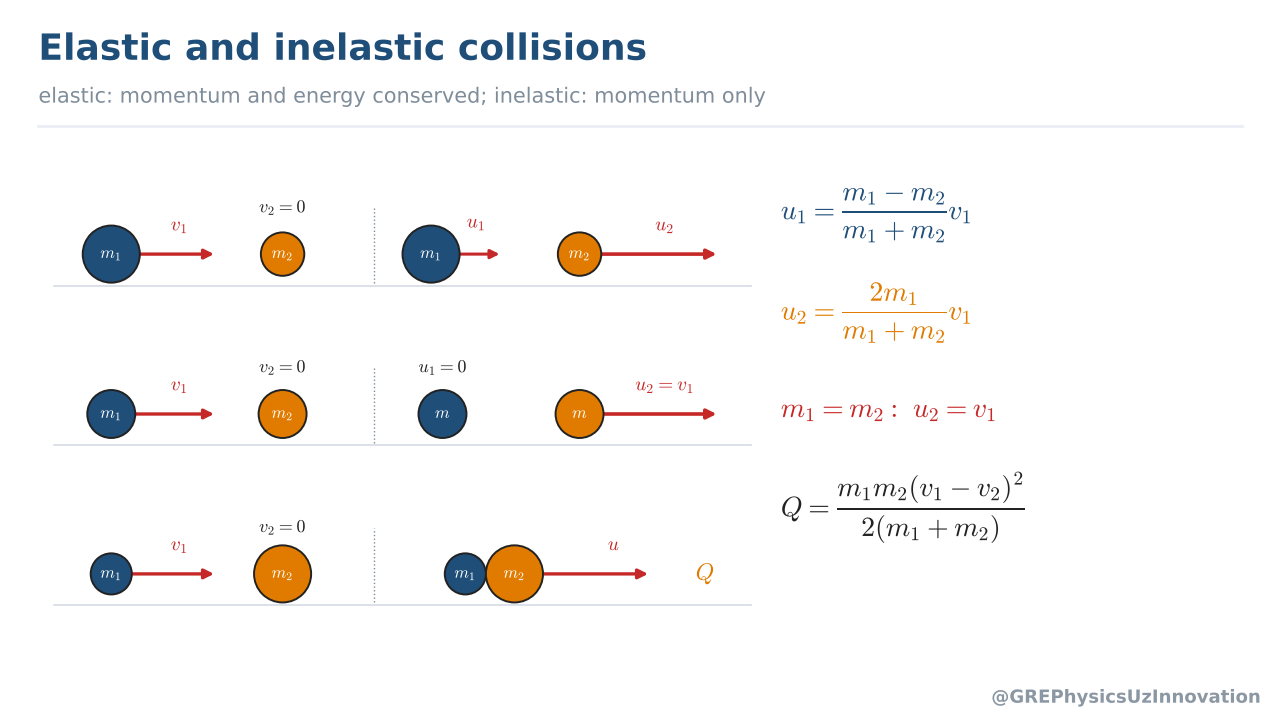 Elastic and inelastic collisions
elastic: momentum and energy conserved; inelastic: momentum only
v₁
v₂ = 0
u₁
u₂
m₁
m₂
m₁
m₂
u₁ = (m₁ − m₂)/(m₁ + m₂) v₁
u₂ = 2m₁/(m₁ + m₂) v₁
v₁
v₂ = 0
u₁ = 0
u₂ = v₁
m₁
m₂
m
m
m₁ = m₂ : u₂ = v₁
Q = m₁m₂(v₁ − v₂)²/2(m₁ + m₂)
v₁
v₂ = 0
u
m₁
m₂
m₁
m₂
Q
@GREPhysicsUzInnovation